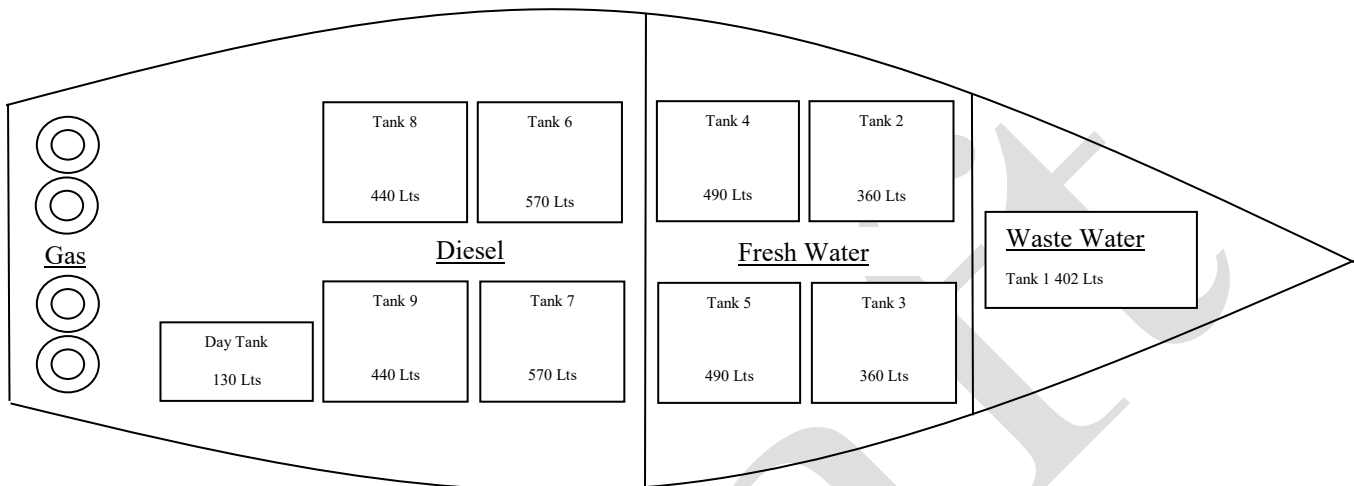 Tank 8
440 Lts
Tank 6
570 Lts
Tank 4
490 Lts
Tank 2
360 Lts
Gas
Diesel
Fresh Water
Waste Water
Tank 1 402 Lts
Day Tank
130 Lts
Tank 9
440 Lts
Tank 7
570 Lts
Tank 5
490 Lts
Tank 3
360 Lts